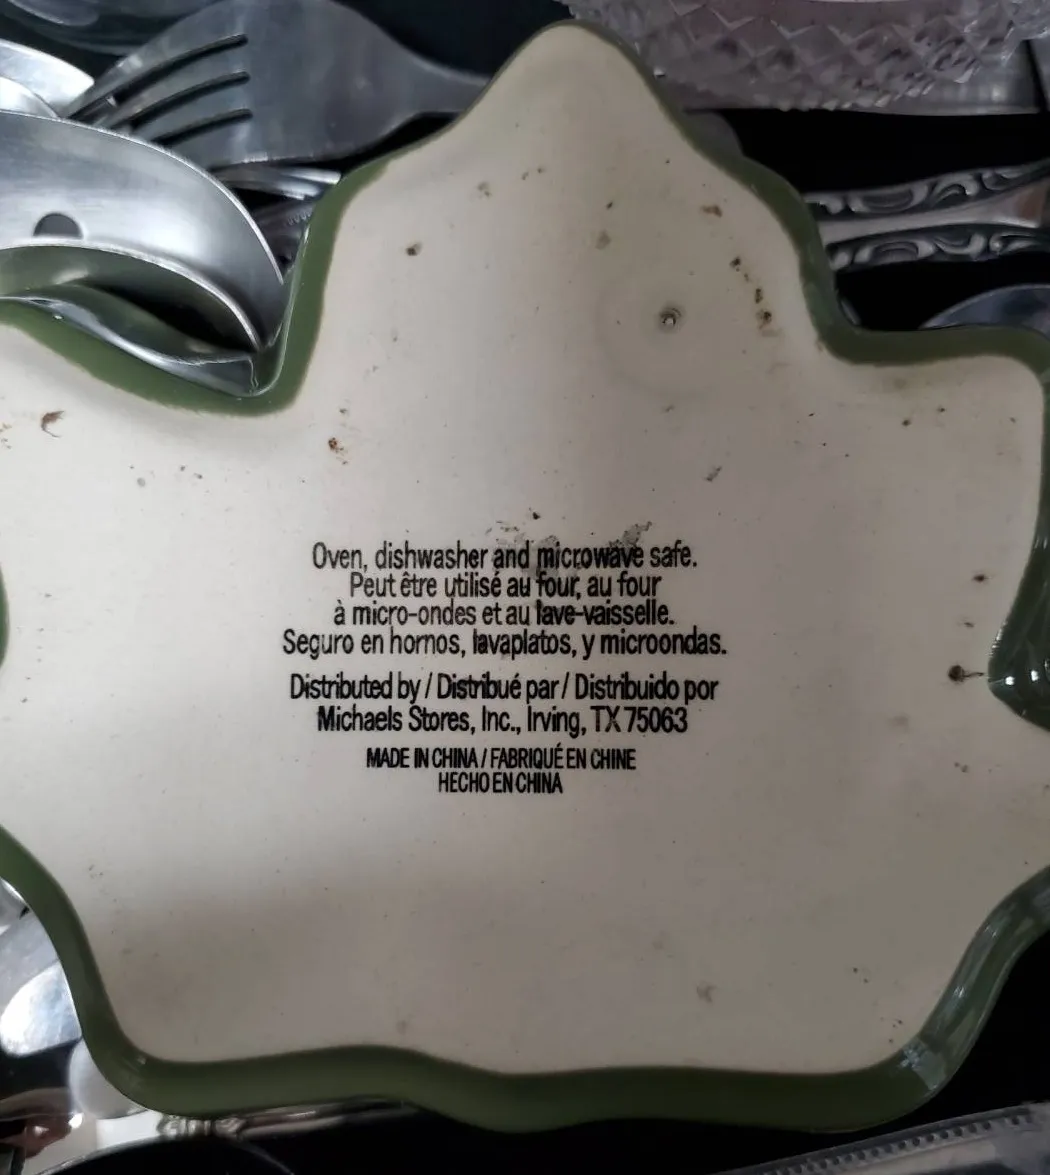 Oven, dishwasher and microwave safe.
Peut être utilisé au four, au four
à micro-ondes et au lave-vaisselle.
Seguro en hornos, lavaplatos, y microondas.
Distributed by / Distribué par / Distribuido por
Michaels Stores, Inc., Irving, TX 75063
MADE IN CHINA / FABRIQUÉ EN CHINE
HECHO EN CHINA